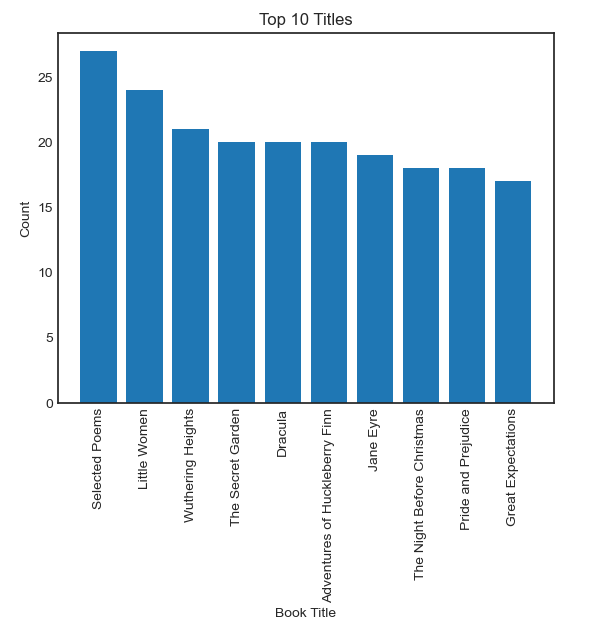 Top 10 Titles
Count
25
20
15
10
5
0
Selected Poems
Little Women
Wuthering Heights
The Secret Garden
Dracula
Adventures of Huckleberry Finn
Jane Eyre
The Night Before Christmas
Pride and Prejudice
Great Expectations
Book Title